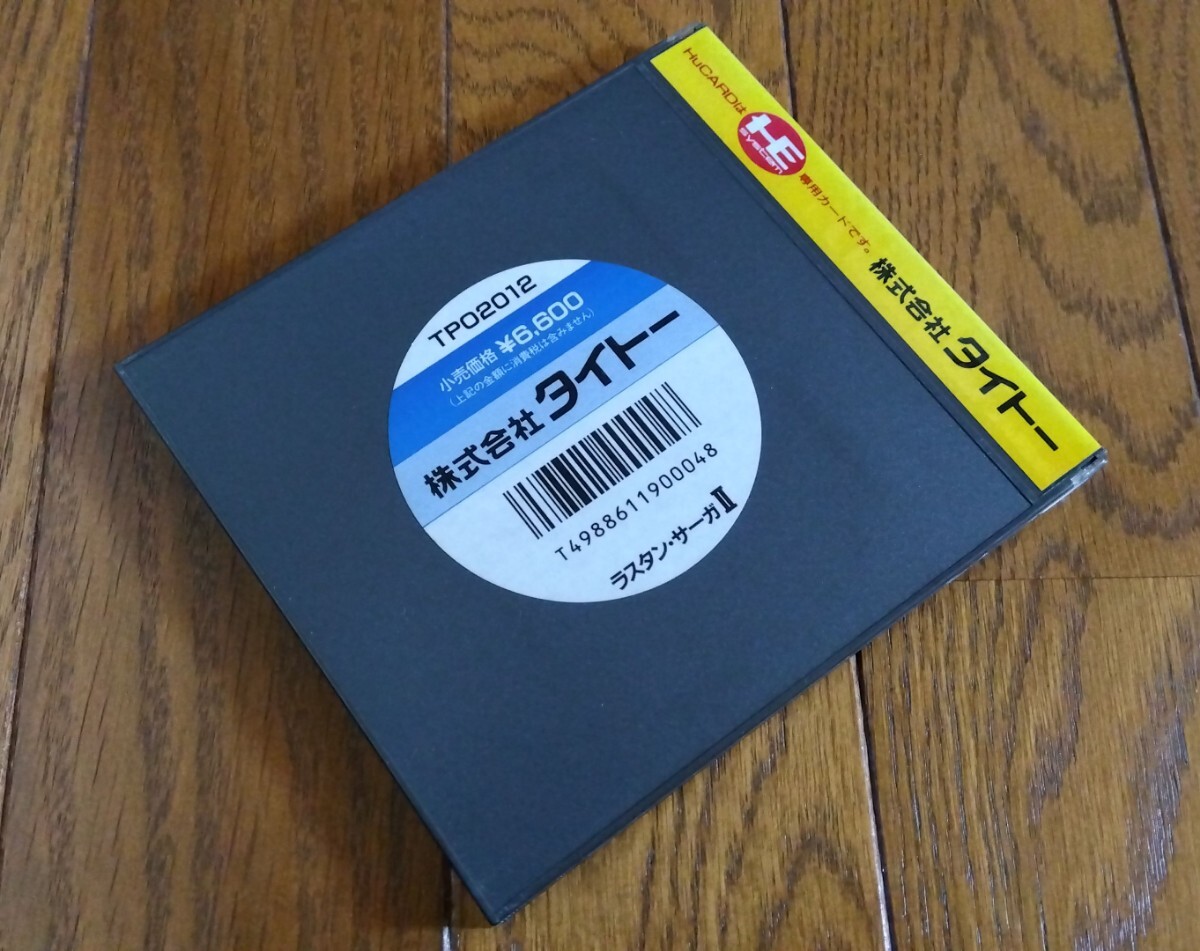 TP02012
小売価格 ¥6,600
(上記の金額に消費税は含みません)
株式会社 タイトー
T4988611900048
ラスタン・サーガII
HuCARDは HE system 専用カードです。 株式会社 タイトー